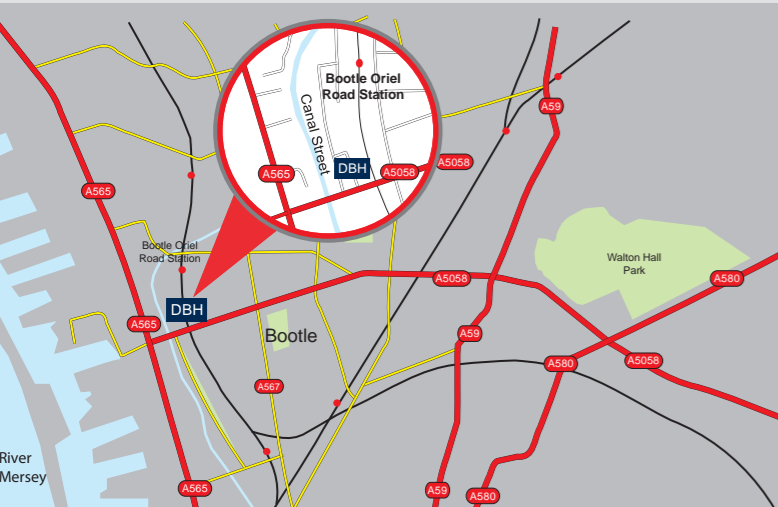 Bootle Oriel
Road Station
Canal Street
DBH
A565
A5058
A5058
A59
A565
Bootle Oriel
Road Station
Walton Hall
Park
A5058
A580
DBH
A565
Bootle
A59
A580
A5058
A567
River
Mersey
A565
A59
A580